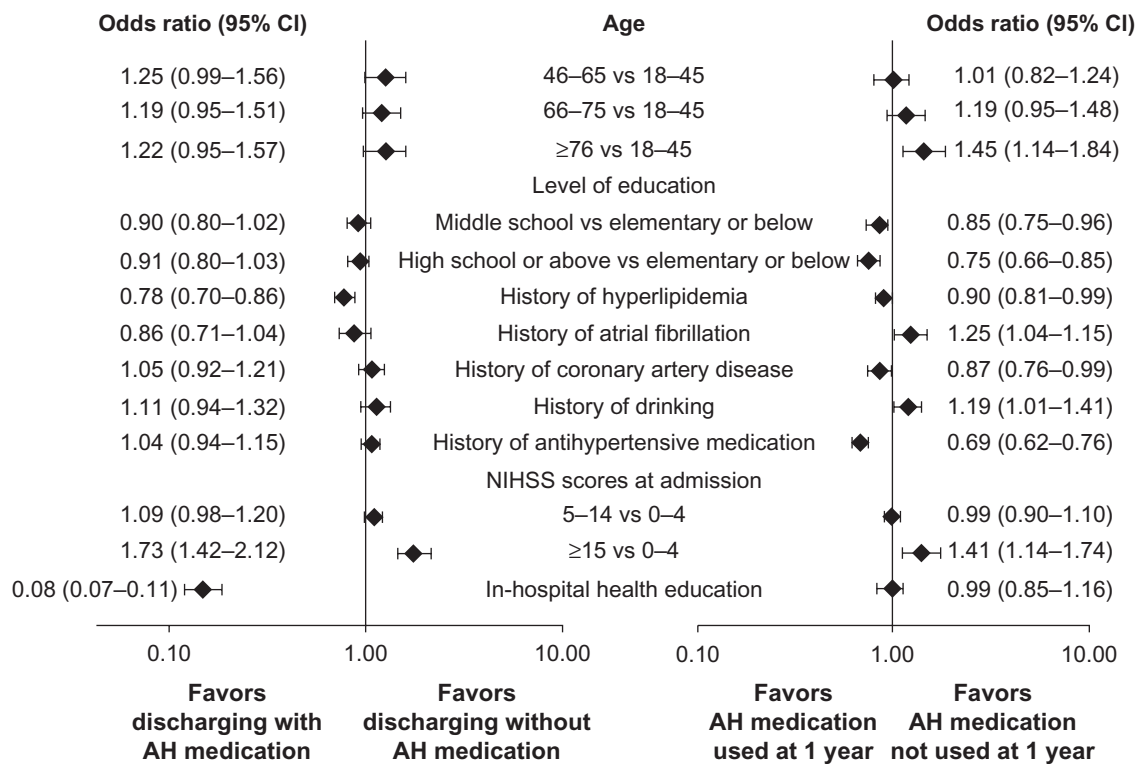 Odds ratio (95% CI) Age Odds ratio (95% CI)
1.25 (0.99–1.56) 46–65 vs 18–45 1.01 (0.82–1.24)
1.19 (0.95–1.51) 66–75 vs 18–45 1.19 (0.95–1.48)
1.22 (0.95–1.57) ≥76 vs 18–45 1.45 (1.14–1.84)
Level of education
0.90 (0.80–1.02) Middle school vs elementary or below 0.85 (0.75–0.96)
0.91 (0.80–1.03) High school or above vs elementary or below 0.75 (0.66–0.85)
0.78 (0.70–0.86) History of hyperlipidemia 0.90 (0.81–0.99)
0.86 (0.71–1.04) History of atrial fibrillation 1.25 (1.04–1.15)
1.05 (0.92–1.21) History of coronary artery disease 0.87 (0.76–0.99)
1.11 (0.94–1.32) History of drinking 1.19 (1.01–1.41)
1.04 (0.94–1.15) History of antihypertensive medication 0.69 (0.62–0.76)
NIHSS scores at admission
1.09 (0.98–1.20) 5–14 vs 0–4 0.99 (0.90–1.10)
1.73 (1.42–2.12) ≥15 vs 0–4 1.41 (1.14–1.74)
0.08 (0.07–0.11) In-hospital health education 0.99 (0.85–1.16)
0.10 1.00 10.00 0.10 1.00 10.00
Favors Favors Favors Favors
discharging with discharging without AH medication AH medication
AH medication AH medication used at 1 year not used at 1 year